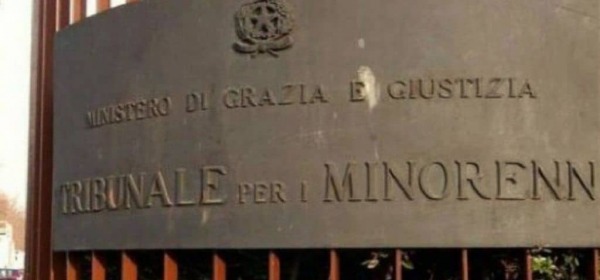 MINISTERO DI GRAZIA E GIUSTIZIA
TRIBUNALE PER I MINORENN